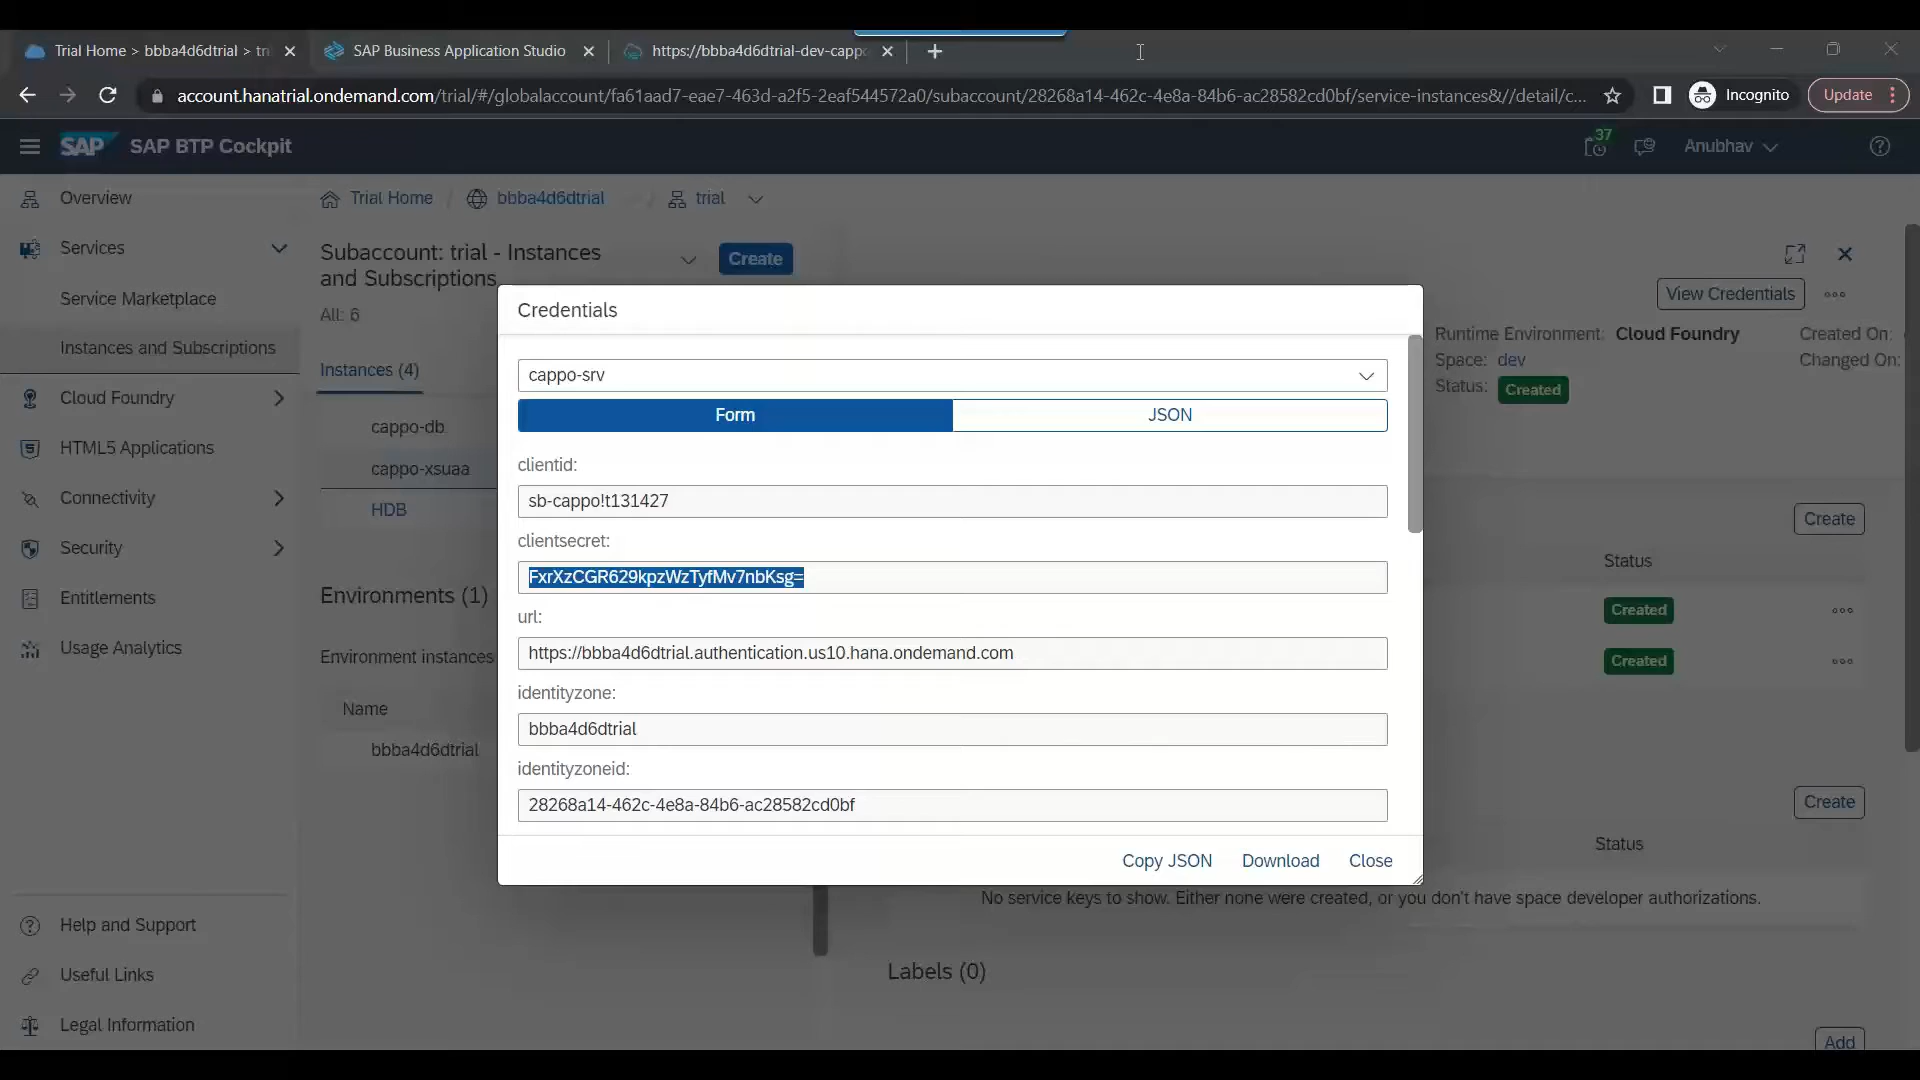 Trial Home > bbba4d6dtrial > tri
SAP Business Application Studio
https://bbba4d6dtrial-dev-cappo
account.hanatrial.ondemand.com/trial/#/globalaccount/fa61aad7-eae7-463d-a2f5-2eaf544572a0/subaccount/28268a14-462c-4e8a-84b6-ac28582cd0bf/service-instances&//detail/c...
Incognito
Update
SAP
SAP BTP Cockpit
37
Anubhav
Overview
Trial Home
bbba4d6dtrial
trial
Services
Subaccount: trial - Instances
and Subscriptions
Create
All: 6
Service Marketplace
Instances and Subscriptions
Instances (4)
Cloud Foundry
cappo-db
HTML5 Applications
cappo-xsuaa
Connectivity
HDB
Security
Entitlements
Environments (1)
Usage Analytics
Environment instances
Name
bbba4d6dtrial
Help and Support
Useful Links
Legal Information
View Credentials
Runtime Environment: Cloud Foundry
Created On:
Space: dev
Changed On:
Status: Created
Create
Status
Created
Created
Create
Status
No service keys to show. Either none were created, or you don't have space developer authorizations.
Labels (0)
Add
Credentials
cappo-srv
Form
JSON
clientid:
sb-cappo!t131427
clientsecret:
FxrXzCGR629kpzWzTyfMv7nbKsg=
url:
https://bbba4d6dtrial.authentication.us10.hana.ondemand.com
identityzone:
bbba4d6dtrial
identityzoneid:
28268a14-462c-4e8a-84b6-ac28582cd0bf
Copy JSON
Download
Close